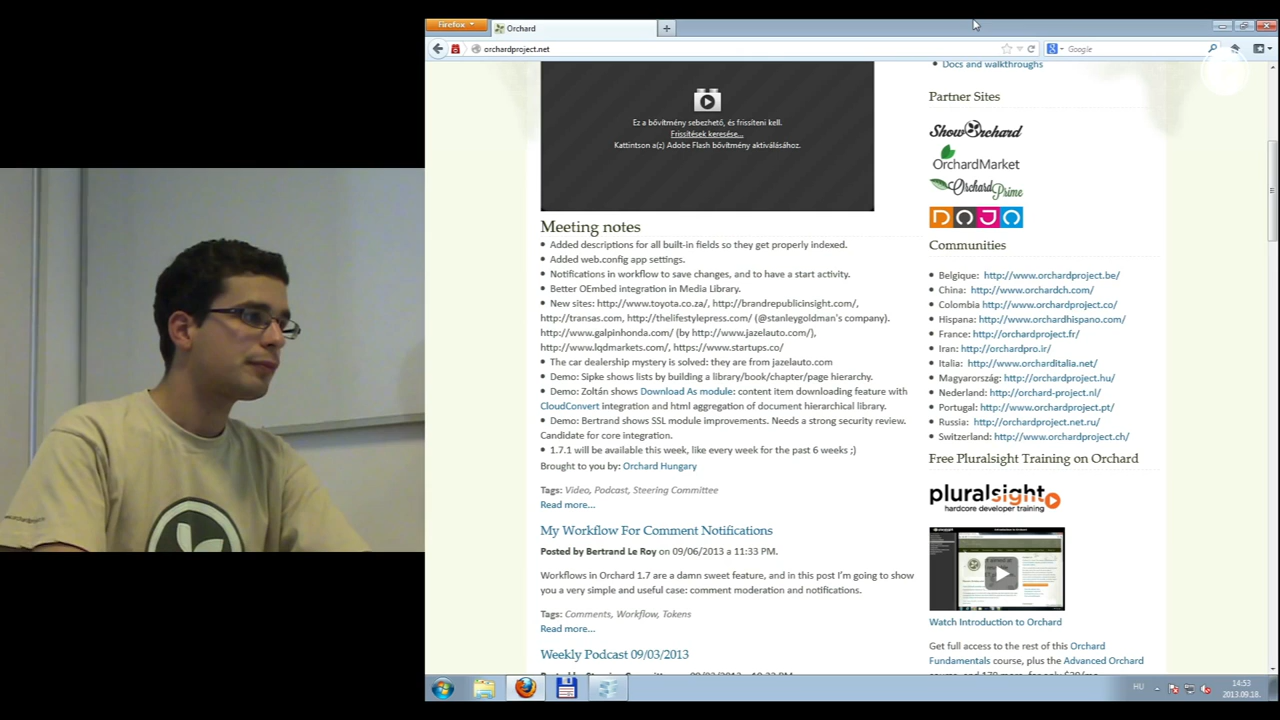 Firefox
Orchard
orchardproject.net
Google
Docs and walkthroughs
Ez a bővítmény sebezhető, és frissíteni kell.
Frissítések keresése...
Kattintson a(z) Adobe Flash bővítmény aktiválásához.
Meeting notes
Added descriptions for all built-in fields so they get properly indexed.
Added web.config app settings.
Notifications in workflow to save changes, and to have a start activity.
Better OEmbed integration in Media Library.
New sites: http://www.toyota.co.za/, http://brandrepublicinsight.com/,
http://transas.com, http://thelifestylepress.com/ (@stanleygoldman's company).
http://www.galpinhonda.com/ (by http://www.jazelauto.com/),
http://www.lqdmarkets.com/, https://www.startups.co/
The car dealership mystery is solved: they are from jazelauto.com
Demo: Sipke shows lists by building a library/book/chapter/page hierarchy.
Demo: Zoltán shows Download As module: content item downloading feature with
CloudConvert integration and html aggregation of document hierarchical library.
Demo: Bertrand shows SSL module improvements. Needs a strong security review.
Candidate for core integration.
1.7.1 will be available this week, like every week for the past 6 weeks ;)
Brought to you by: Orchard Hungary
Tags: Video, Podcast, Steering Committee
Read more...
My Workflow For Comment Notifications
Posted by Bertrand Le Roy on 09/06/2013 a 11:33 PM.
Workflows in Orchard 1.7 are a damn sweet feature, and in this post I'm going to show
you a very simple and useful case: comment moderation and notifications.
Tags: Comments, Workflow, Tokens
Read more...
Weekly Podcast 09/03/2013
Partner Sites
Show Orchard
OrchardMarket
Orchard Prime
DOJO
Communities
Belgique: http://www.orchardproject.be/
China: http://www.orchardch.com/
Colombia http://www.orchardproject.co/
Hispana: http://www.orchardhispano.com/
France: http://orchardproject.fr/
Iran: http://orchardpro.ir/
Italia: http://www.orcharditalia.net/
Magyarország: http://orchardproject.hu/
Nederland: http://orchard-project.nl/
Portugal: http://www.orchardproject.pt/
Russia: http://orchardproject.net.ru/
Switzerland: http://www.orchardproject.ch/
Free Pluralsight Training on Orchard
pluralsight
hardcore developer training
Watch Introduction to Orchard
Get full access to the rest of this Orchard
Fundamentals course, plus the Advanced Orchard
HU
14:53
2013.09.18.